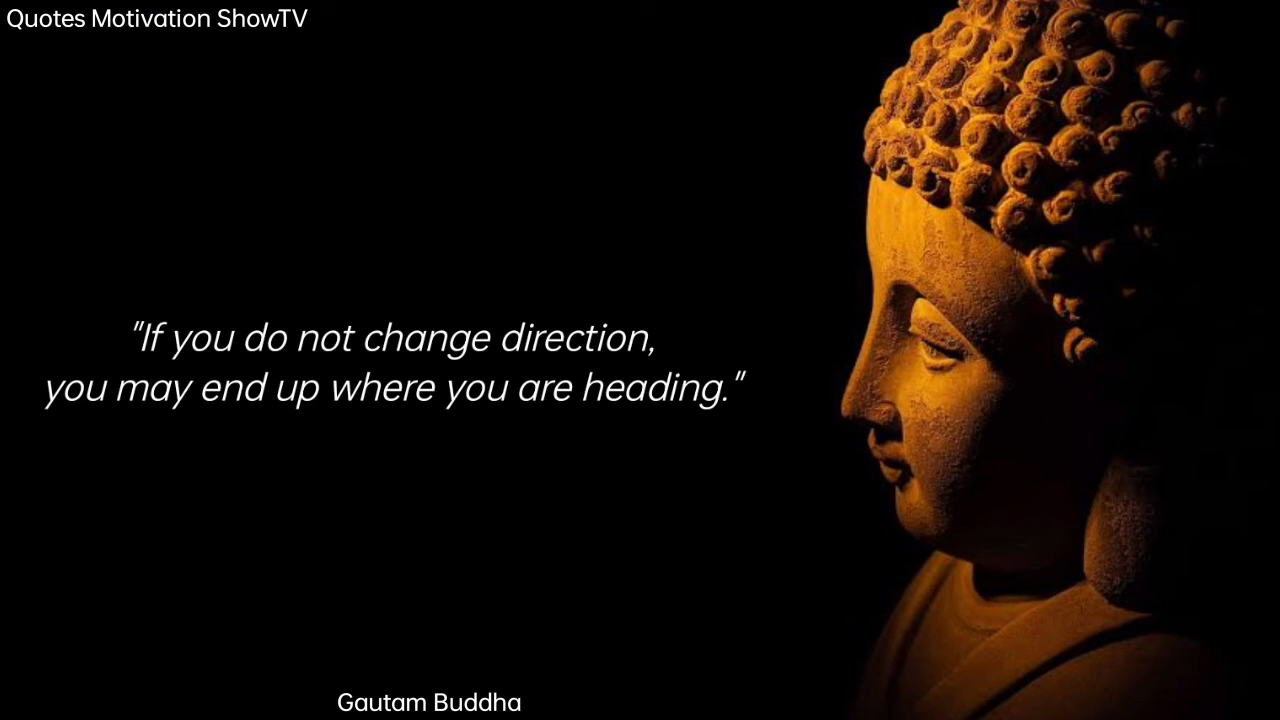 Quotes Motivation ShowTV
"If you do not change direction,
you may end up where you are heading."
Gautam Buddha